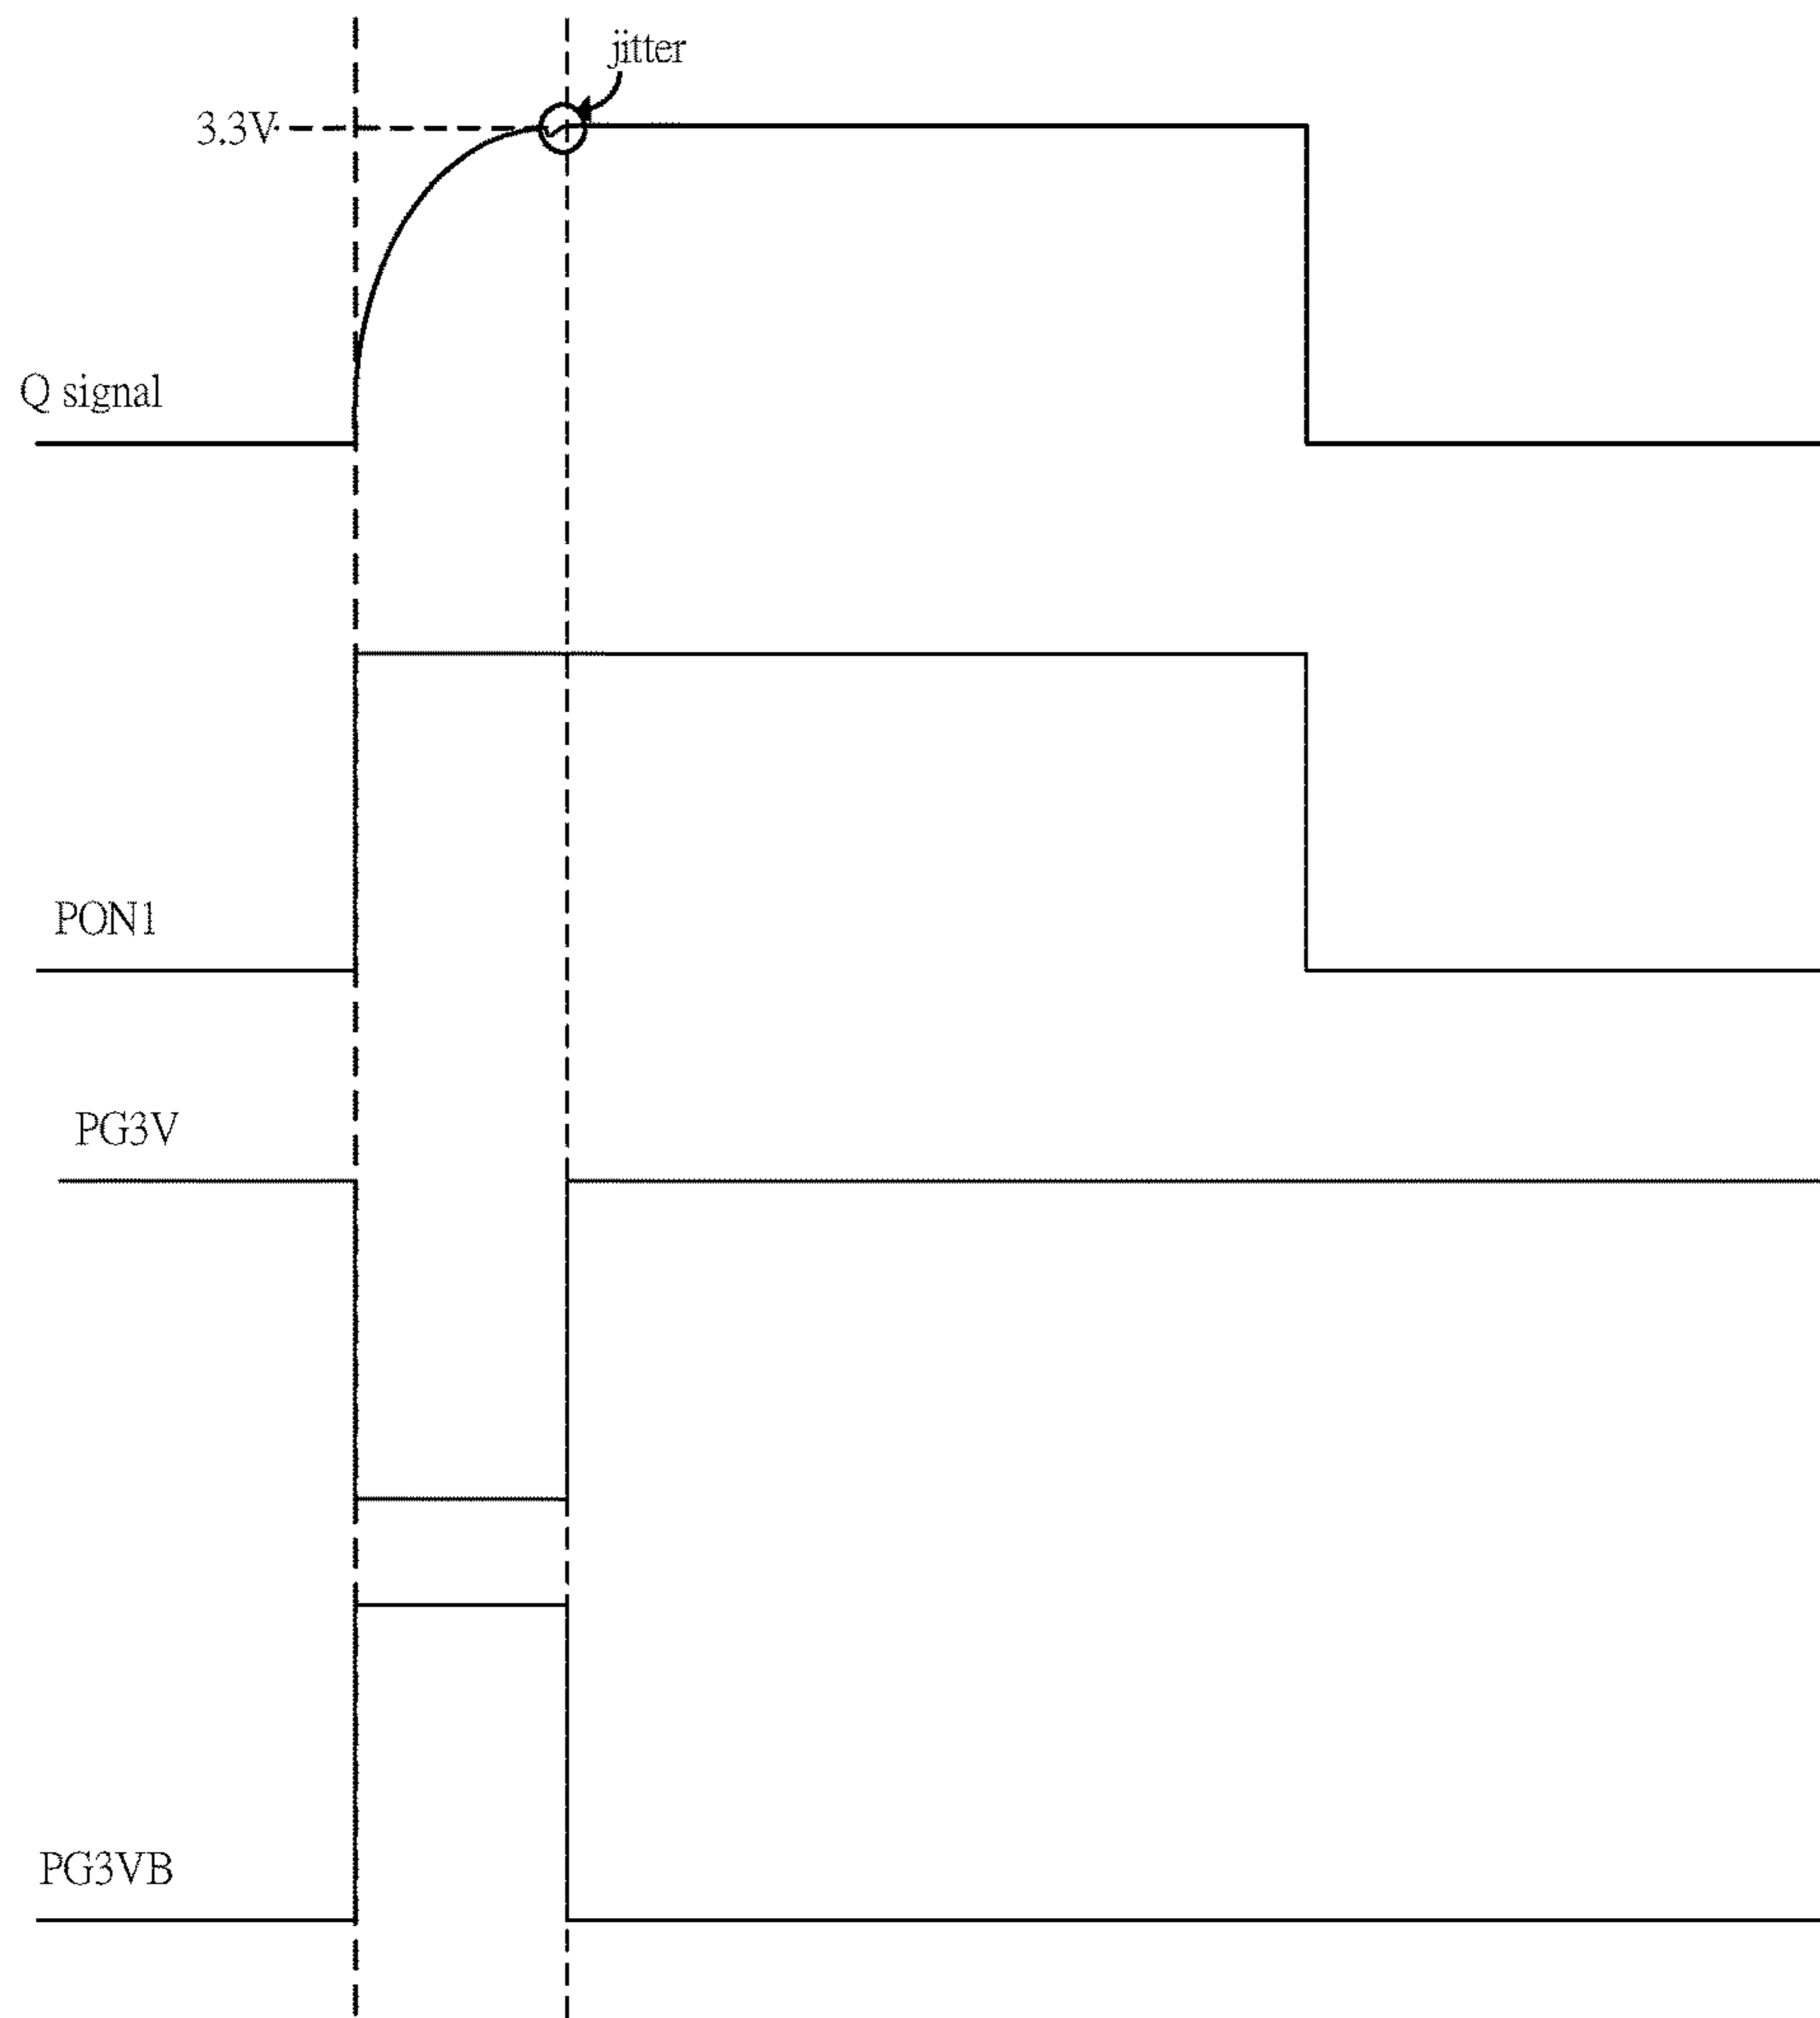 jitter
3.3V
Q signal
PON1
PG3V
PG3VB